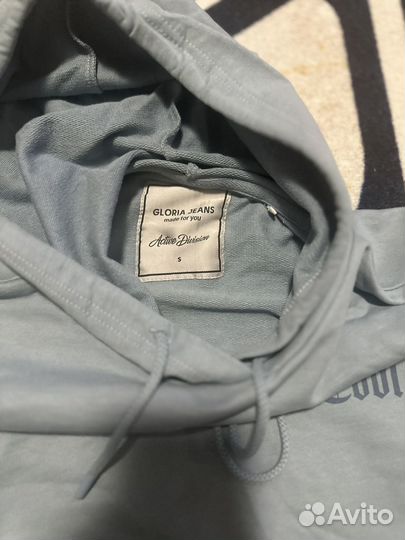 GLORIA JEANS
made for you
Active Division
S
Avito